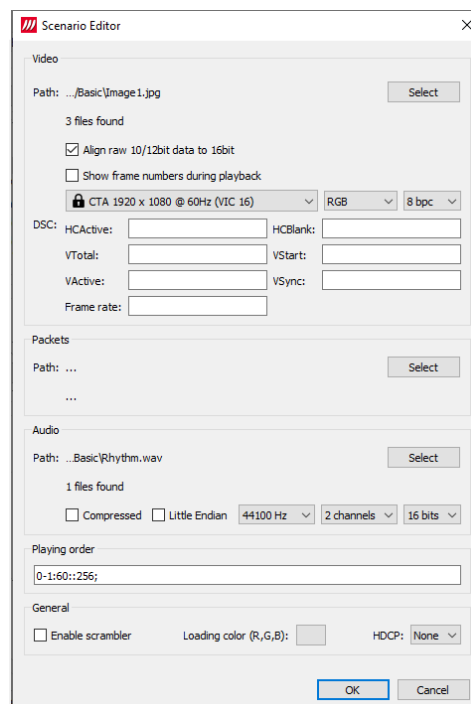 Scenario Editor
Video
Path: .../Basic\Image1.jpg Select
3 files found
Align raw 10/12bit data to 16bit
Show frame numbers during playback
CTA 1920 x 1080 @ 60Hz (VIC 16) RGB 8 bpc
DSC: HCActive: HCBlank:
VTotal: VStart:
VActive: VSync:
Frame rate:
Packets
Path: ... Select
...
Audio
Path: ...Basic\Rhythm.wav Select
1 files found
Compressed Little Endian 44100 Hz 2 channels 16 bits
Playing order
0-1:60::256;
General
Enable scrambler Loading color (R,G,B): HDCP: None
OK Cancel